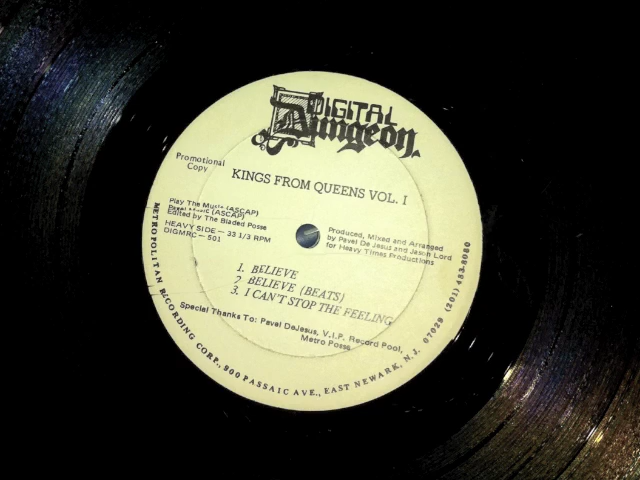 DIGITAL
Dungeon
Promotional
Copy
KINGS FROM QUEENS VOL. I
Play The Music (ASCAP)
Pavel Music (ASCAP)
Edited by The Bladed Posse
HEAVY SIDE — 33 1/3 RPM
DIGMRC — 501
Produced, Mixed and Arranged
by Pavel De Jesus and Jason Lord
for Heavy Times Productions
1. BELIEVE
2 BELIEVE (BEATS)
3. I CAN'T STOP THE FEELING
Special Thanks To: Pavel DeJesus, V.I.P. Record Pool,
Metro Posse
METROPOLITAN RECORDING CORP., 900 PASSAIC AVE., EAST NEWARK, N.J. 07029 (201) 483-8080